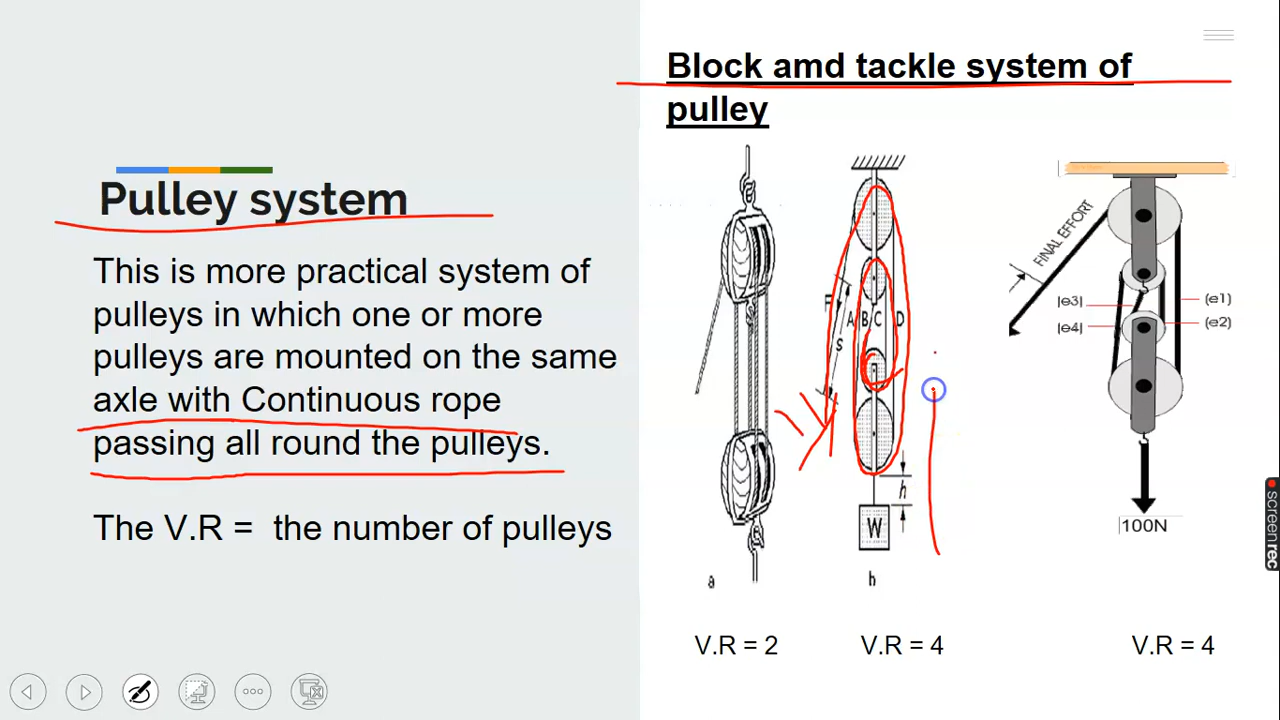 Block amd tackle system of
pulley
Pulley system
This is more practical system of
pulleys in which one or more
pulleys are mounted on the same
axle with Continuous rope
passing all round the pulleys.
The V.R = the number of pulleys
F
A
B
C
D
s
h
W
a
b
FINAL EFFORT
(e3)
(e4)
(e1)
(e2)
100N
V.R = 2
V.R = 4
V.R = 4
screenrec